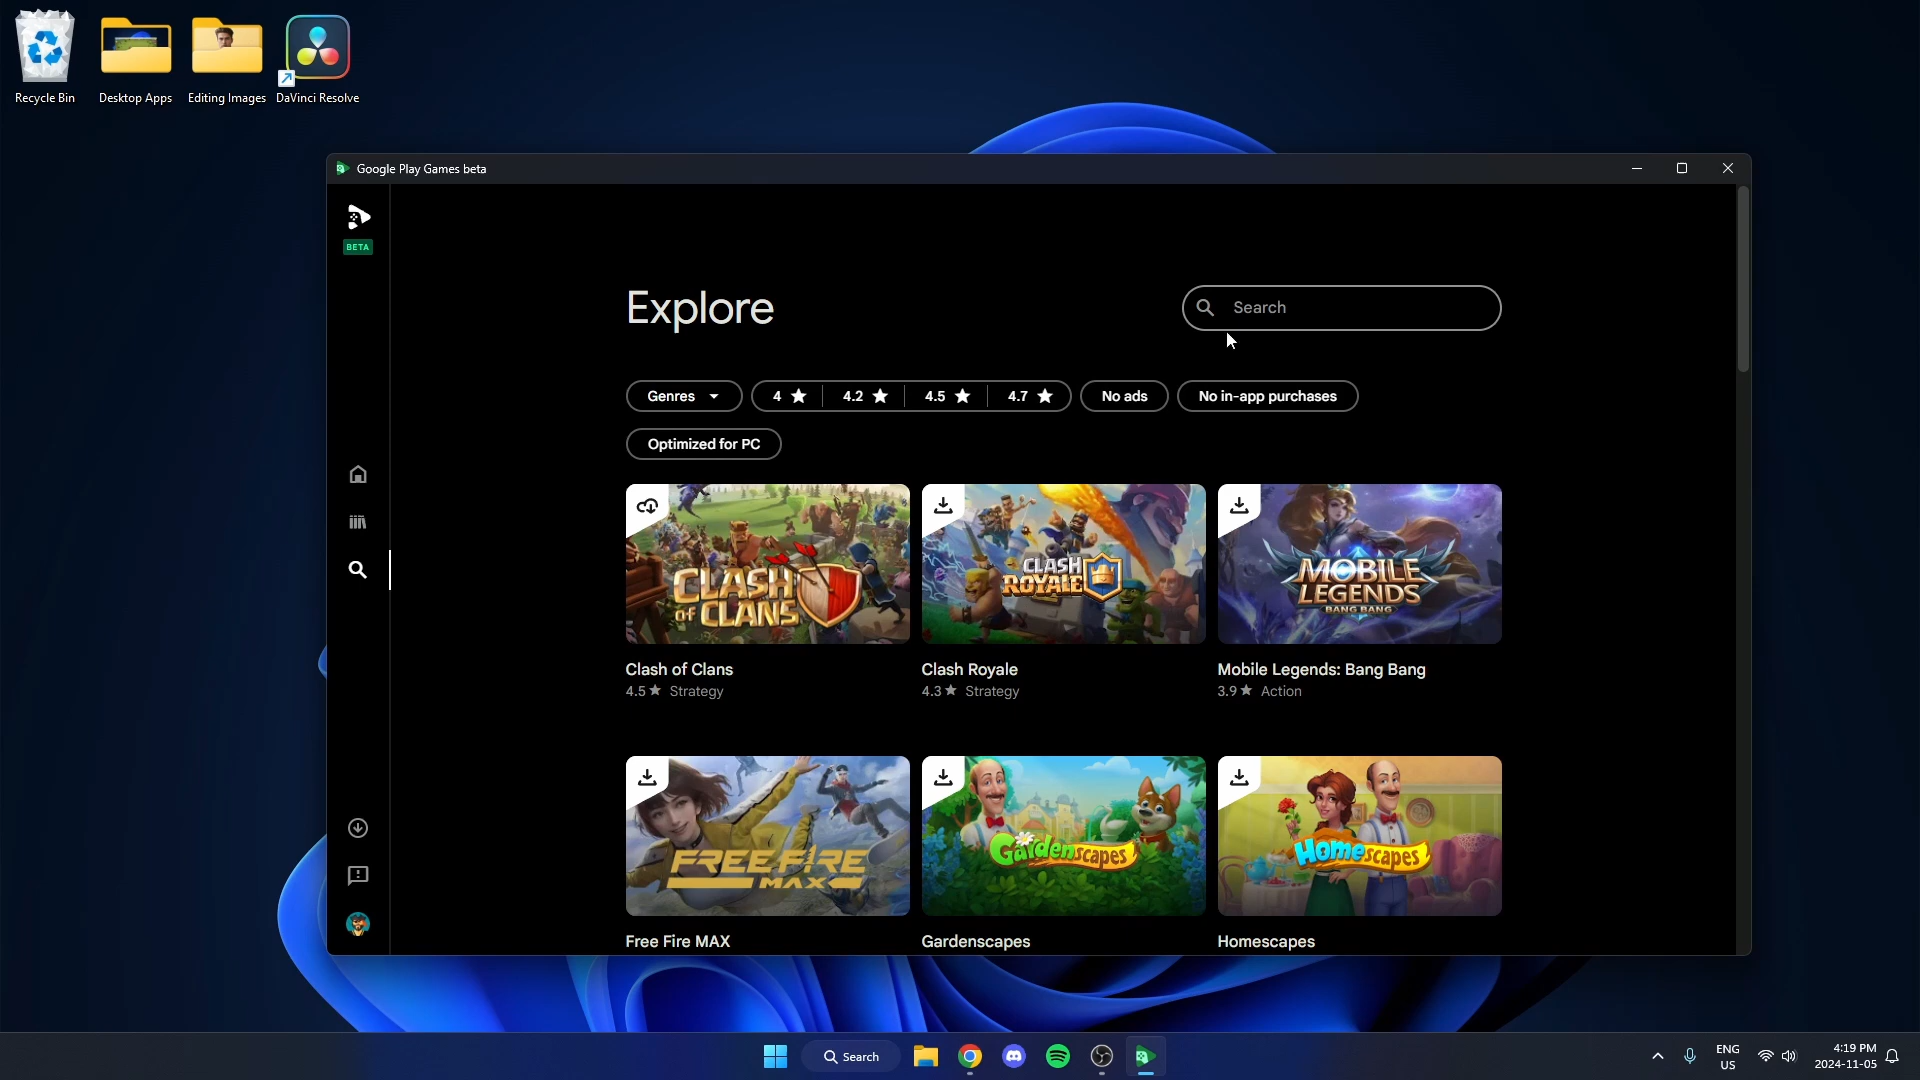 Recycle Bin
Desktop Apps
Editing Images
DaVinci Resolve
Google Play Games beta
BETA
Explore
Search
Genres
4
4.2
4.5
4.7
No ads
No in-app purchases
Optimized for PC
CLASH
OF CLANS
CLASH
ROYALE
MOBILE
LEGENDS
BANG BANG
Clash of Clans
4.5★ Strategy
Clash Royale
4.3★ Strategy
Mobile Legends: Bang Bang
3.9★ Action
FREE FIRE
MAX
Gardenscapes
Homescapes
Free Fire MAX
Gardenscapes
Homescapes
Search
ENG
US
4:19 PM
2024-11-05